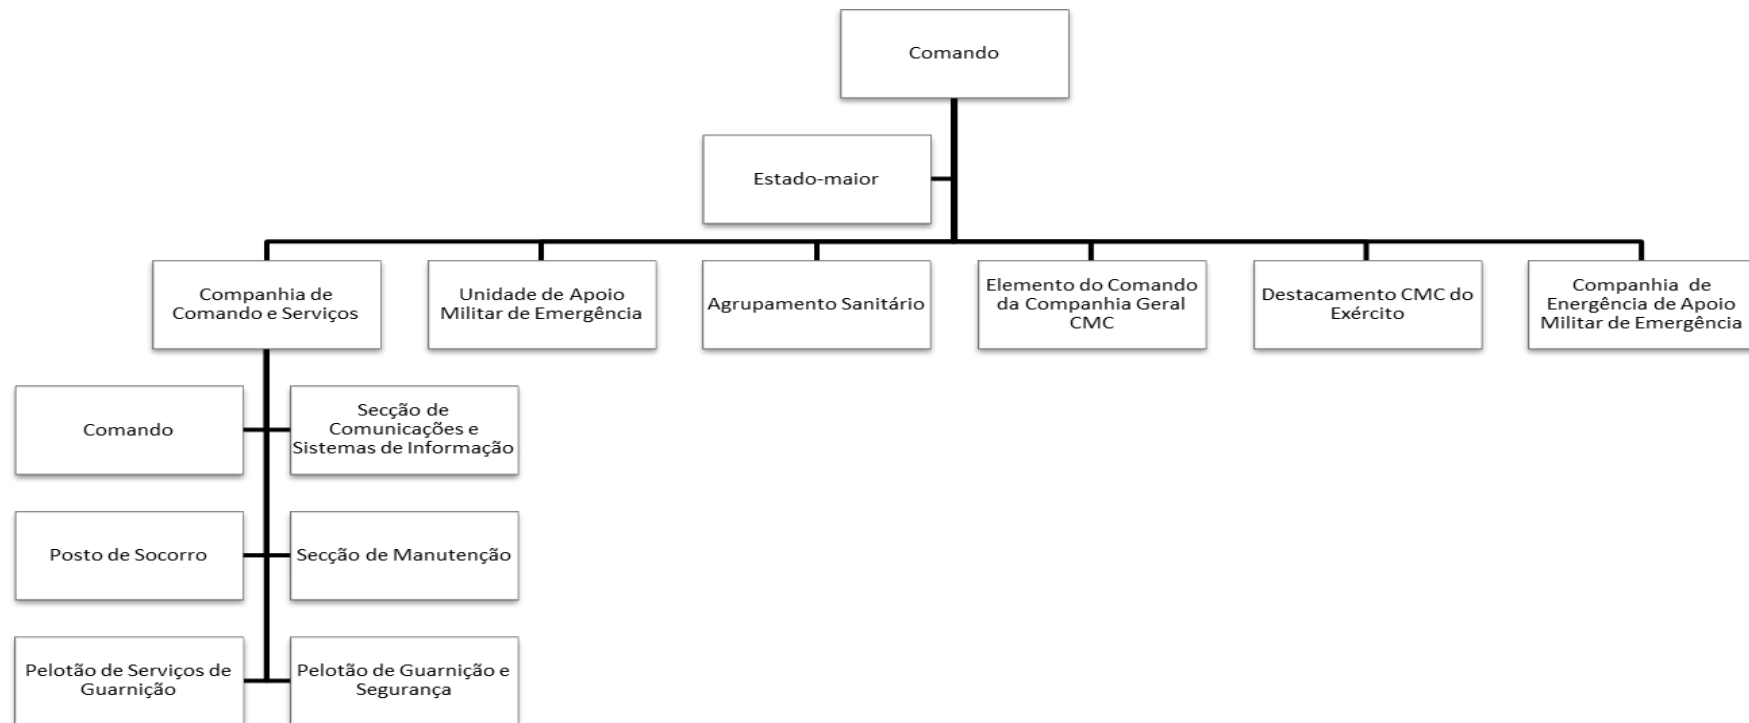 Comando
Estado-maior
Companhia de
Comando e Serviços
Unidade de Apoio
Militar de Emergência
Agrupamento Sanitário
Elemento do Comando
da Companhia Geral
CMC
Destacamento CMC do
Exército
Companhia  de
Energência de Apoio
Militar de Emergência
Comando
Secção de
Comunicações e
Sistemas de Informação
Posto de Socorro
Secção de Manutenção
Pelotão de Serviços de
Guarnição
Pelotão de Guarnição e
Segurança